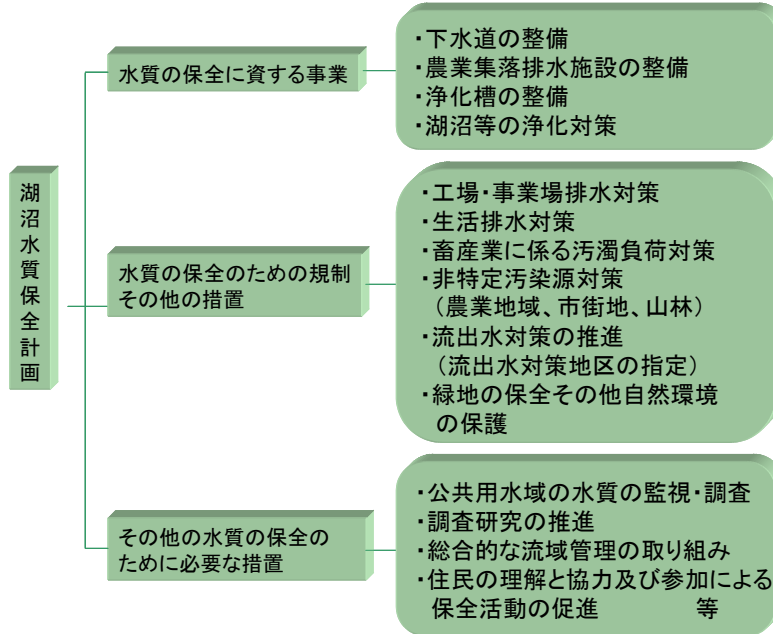 湖沼水質保全計画
水質の保全に資する事業
・下水道の整備
・農業集落排水施設の整備
・浄化槽の整備
・湖沼等の浄化対策
水質の保全のための規制
その他の措置
・工場・事業場排水対策
・生活排水対策
・畜産業に係る汚濁負荷対策
・非特定汚染源対策
（農業地域、市街地、山林）
・流出水対策の推進
（流出水対策地区の指定）
・緑地の保全その他自然環境
の保護
その他の水質の保全の
ために必要な措置
・公共用水域の水質の監視・調査
・調査研究の推進
・総合的な流域管理の取り組み
・住民の理解と協力及び参加による
保全活動の促進　　　等